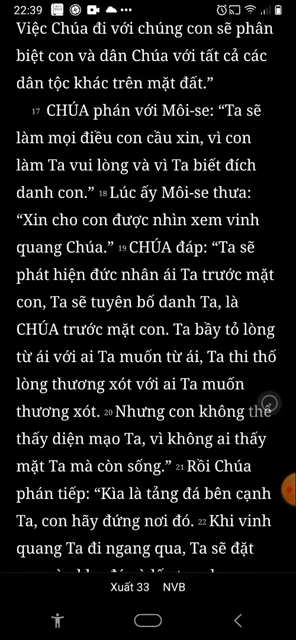 22:39
Việc Chúa đi với chúng con sẽ phân
biệt con và dân Chúa với tất cả các
dân tộc khác trên mặt đất.”
17 CHÚA phán với Môi-se: “Ta sẽ
làm mọi điều con cầu xin, vì con
làm Ta vui lòng và vì Ta biết đích
danh con.” 18 Lúc ấy Môi-se thưa:
“Xin cho con được nhìn xem vinh
quang Chúa.” 19 CHÚA đáp: “Ta sẽ
phát hiện đức nhân ái Ta trước mặt
con, Ta sẽ tuyên bố danh Ta, là
CHÚA trước mặt con. Ta bầy tỏ lòng
từ ái với ai Ta muốn từ ái, Ta thi thố
lòng thương xót với ai Ta muốn
thương xót. 20 Nhưng con không thể
thấy diện mạo Ta, vì không ai thấy
mặt Ta mà còn sống.” 21 Rồi Chúa
phán tiếp: “Kìa là tảng đá bên cạnh
Ta, con hãy đứng nơi đó. 22 Khi vinh
quang Ta đi ngang qua, Ta sẽ đặt
Xuất 33 NVB